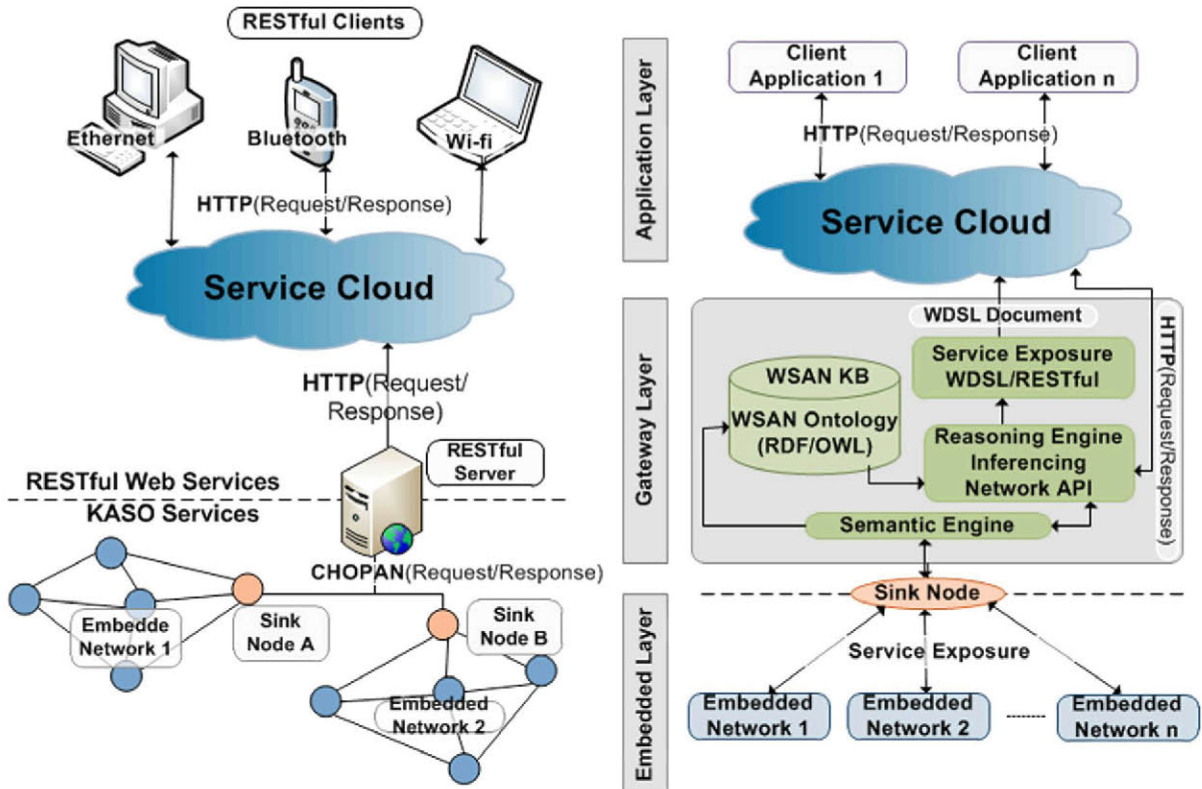 RESTful Clients
Ethernet
Bluetooth
Wi-fi
HTTP(Request/Response)
Service Cloud
HTTP(Request/
Response)
RESTful
Server
RESTful Web Services
KASO Services
CHOPAN(Request/Response)
Embedde
Network 1
Sink
Node A
Sink
Node B
Embedded
Network 2
Application Layer
Client
Application 1
Client
Application n
HTTP(Request/Response)
Service Cloud
Gateway Layer
WDSL Document
HTTP(Request/Response)
Service Exposure
WDSL/RESTful
WSAN KB
WSAN Ontology
(RDF/OWL)
Reasoning Engine
Inferencing
Network API
Semantic Engine
Embedded Layer
Sink Node
Service Exposure
Embedded
Network 1
Embedded
Network 2
Embedded
Network n